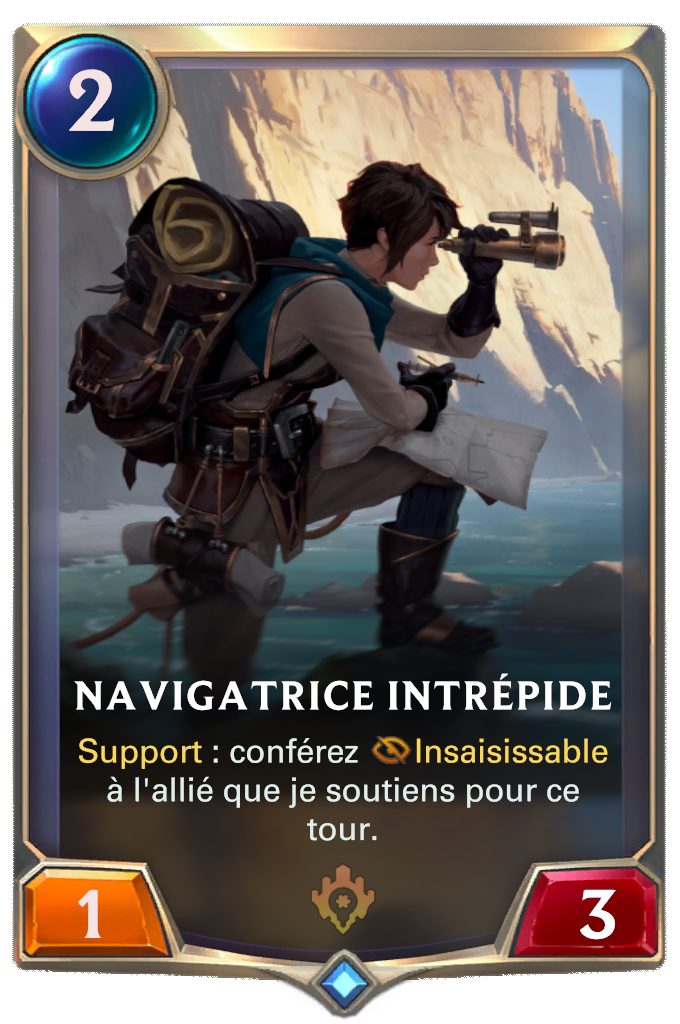 2
NAVIGATRICE INTRÉPIDE
Support : conférez Insaisissable
à l'allié que je soutiens pour ce
tour.
1
3